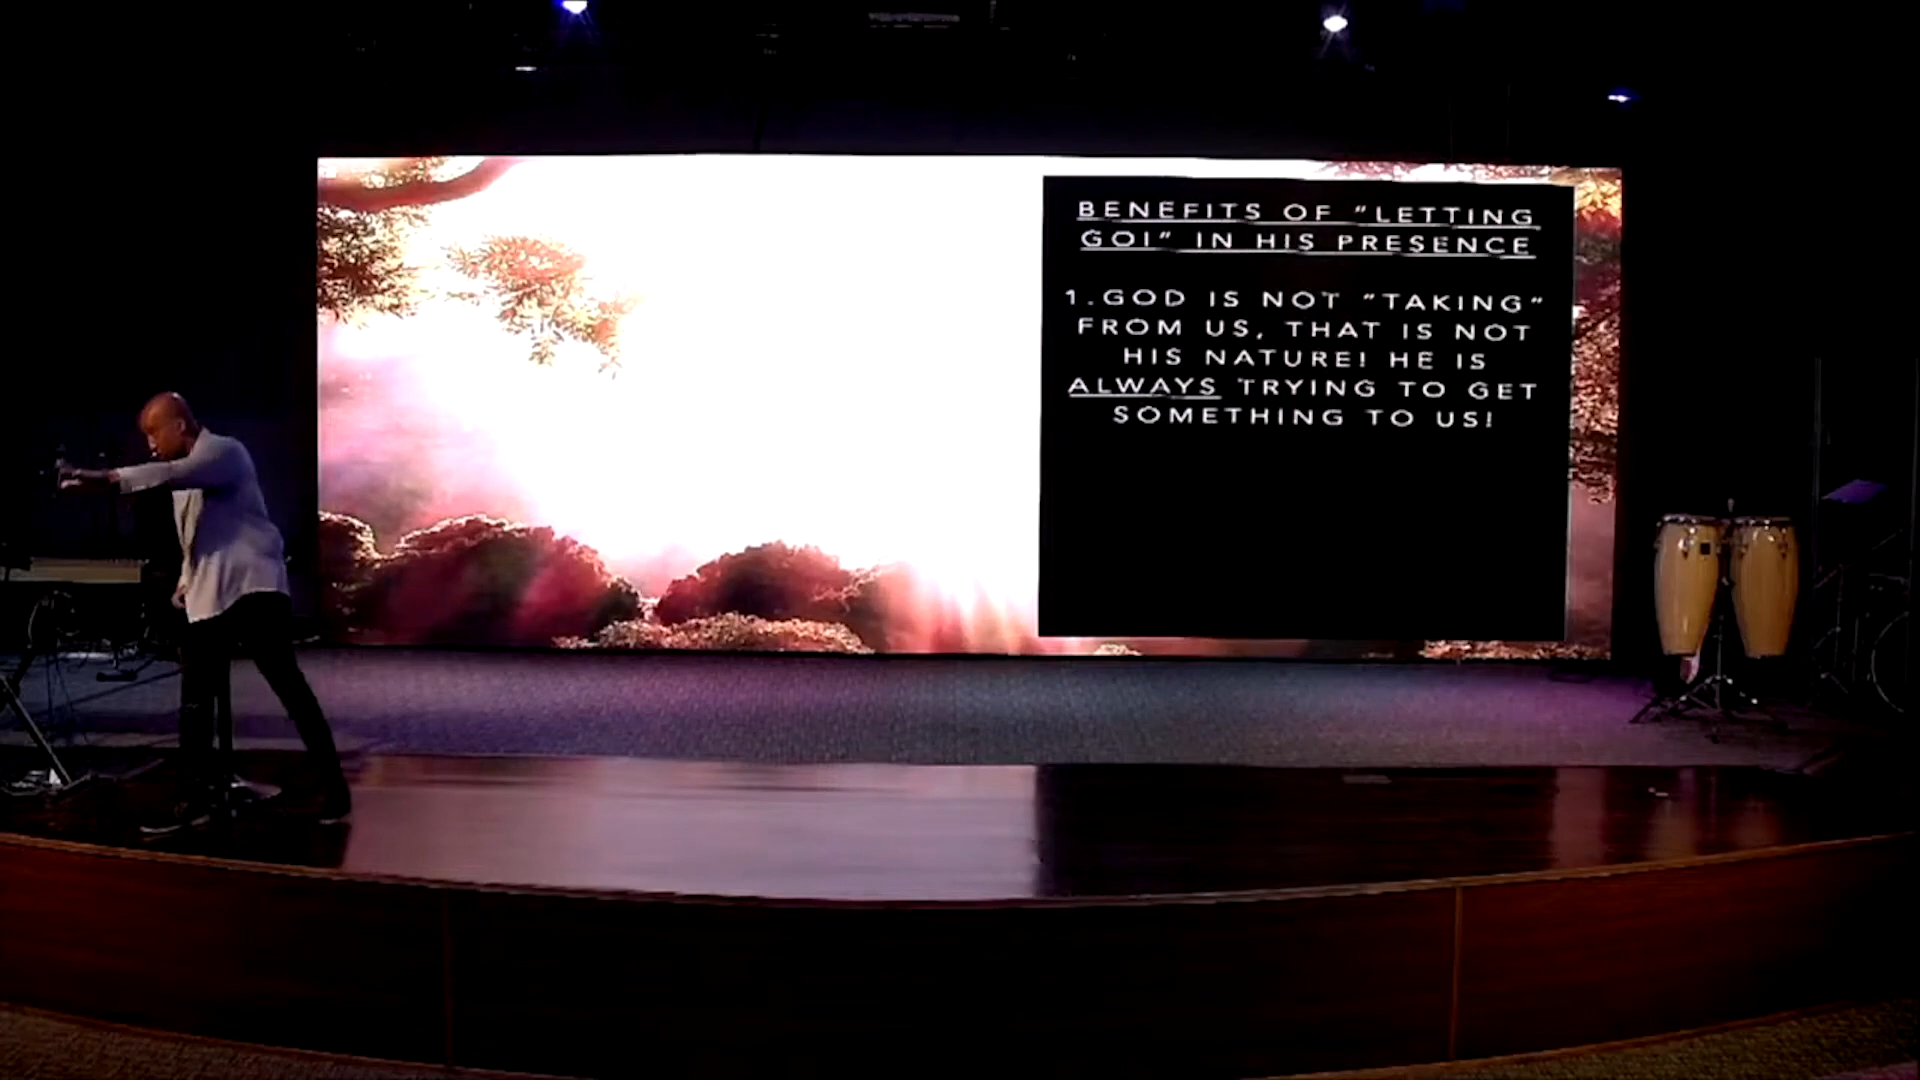 BENEFITS OF "LETTING
GO!" IN HIS PRESENCE
1.GOD IS NOT "TAKING"
FROM US, THAT IS NOT
HIS NATURE! HE IS
ALWAYS TRYING TO GET
SOMETHING TO US!